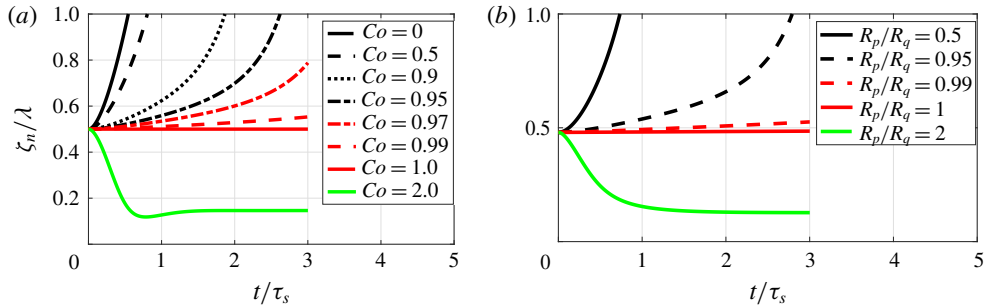 (a)
1.0
0.8
0.6
0.4
0.2
0
1
2
3
4
5
ζn/λ
t/τs
Co = 0
Co = 0.5
Co = 0.9
Co = 0.95
Co = 0.97
Co = 0.99
Co = 1.0
Co = 2.0
(b)
1.0
0.5
0
1
2
3
4
5
t/τs
Rp/Rq = 0.5
Rp/Rq = 0.95
Rp/Rq = 0.99
Rp/Rq = 1
Rp/Rq = 2